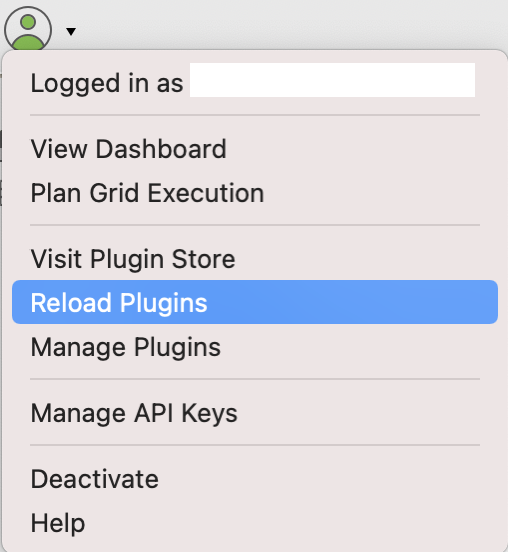 Logged in as
View Dashboard
Plan Grid Execution
Visit Plugin Store
Reload Plugins
Manage Plugins
Manage API Keys
Deactivate
Help